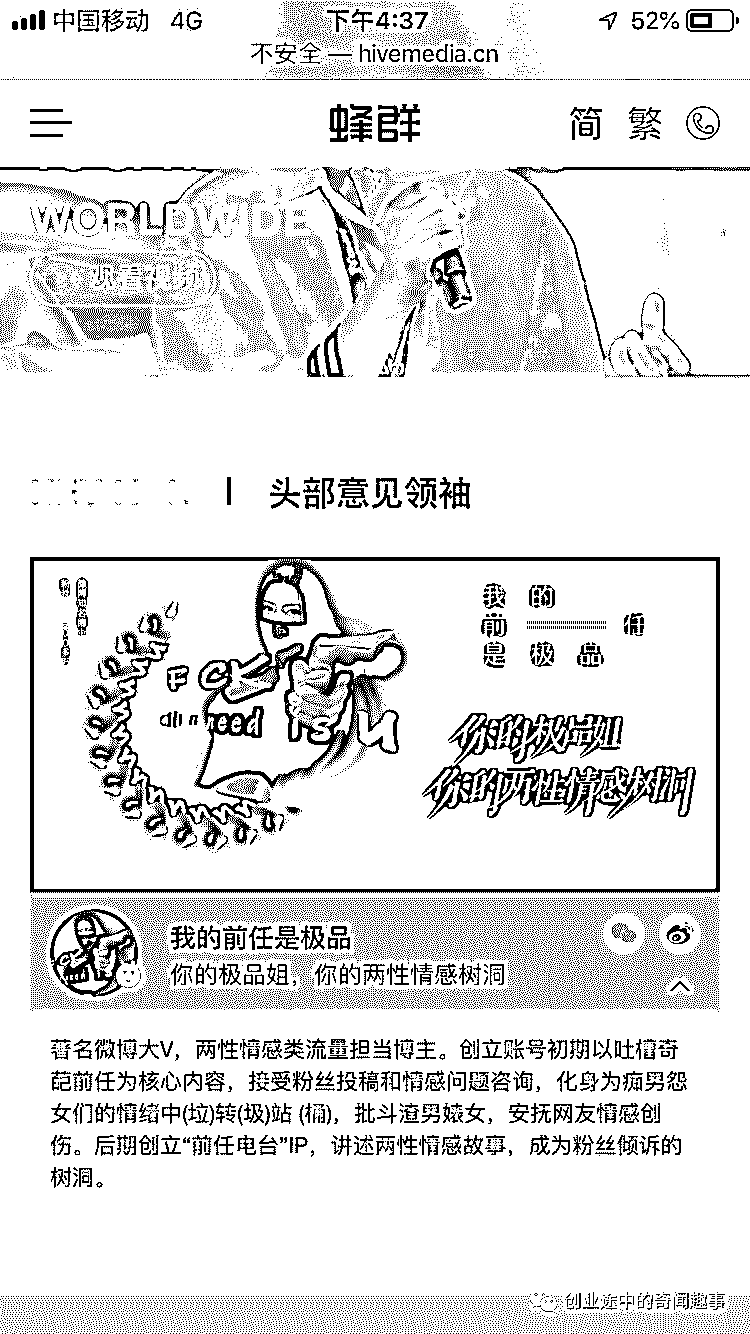 中国移动 4G 下午4:37 52%
不安全 — hivemedia.cn
蜂群 简 繁
WORLDWIDE
观看视频
头部意见领袖
我的
前任
是极品
FCK
need is U
你的极品姐
你的两性情感树洞
我的前任是极品
你的极品姐，你的两性情感树洞
著名微博大V，两性情感类流量担当博主。创立账号初期以吐槽奇
葩前任为核心内容，接受粉丝投稿和情感问题咨询，化身为痴男怨
女们的情绪中(垃)转(圾)站 (桶)，批斗渣男婊女，安抚网友情感创
伤。后期创立“前任电台”IP，讲述两性情感故事，成为粉丝倾诉的
树洞。
创业途中的奇闻趣事